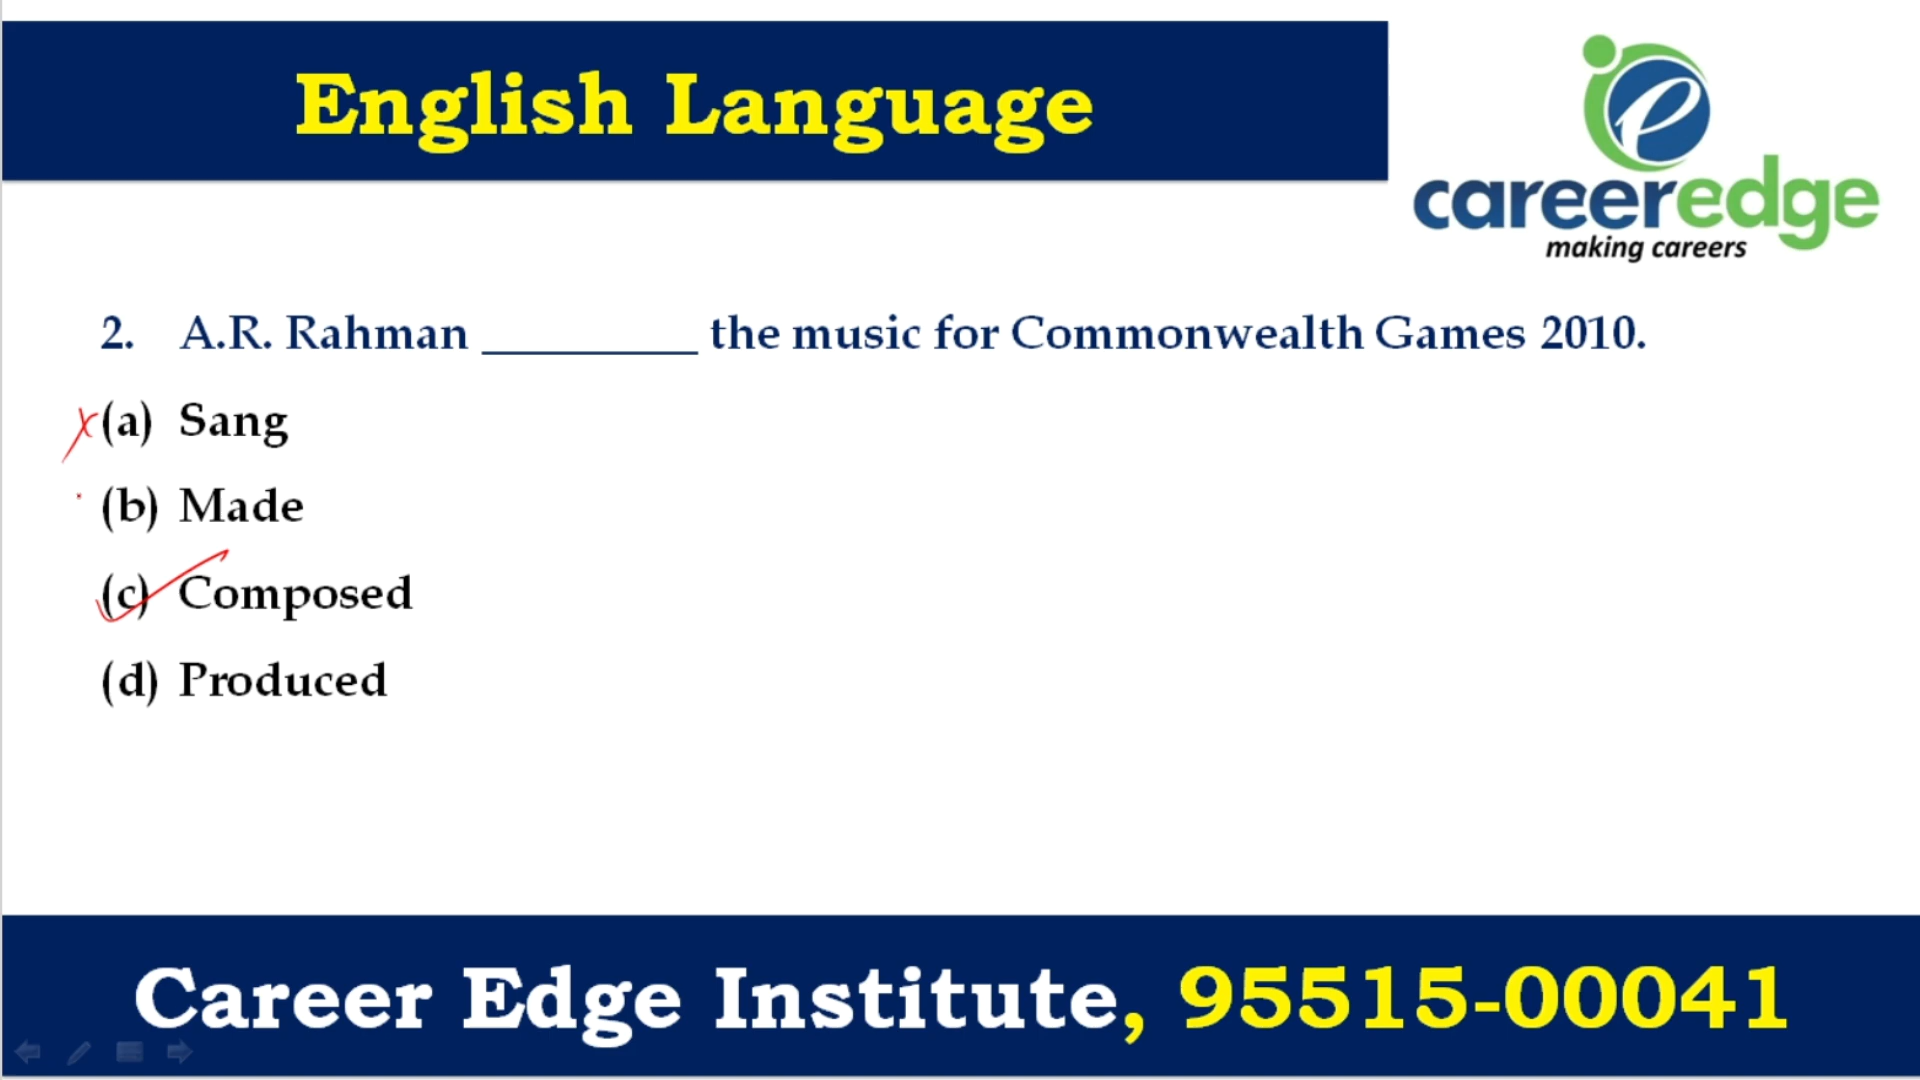 English Language
careeredge
making careers
2. A.R. Rahman _________ the music for Commonwealth Games 2010.
(a) Sang
(b) Made
(c) Composed
(d) Produced
Career Edge Institute, 95515-00041